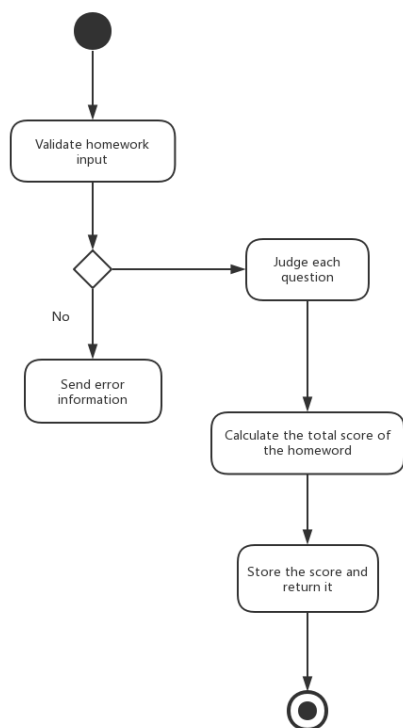 Validate homework
input
Judge each
question
No
Send error
information
Calculate the total score of
the homeword
Store the score and
return it